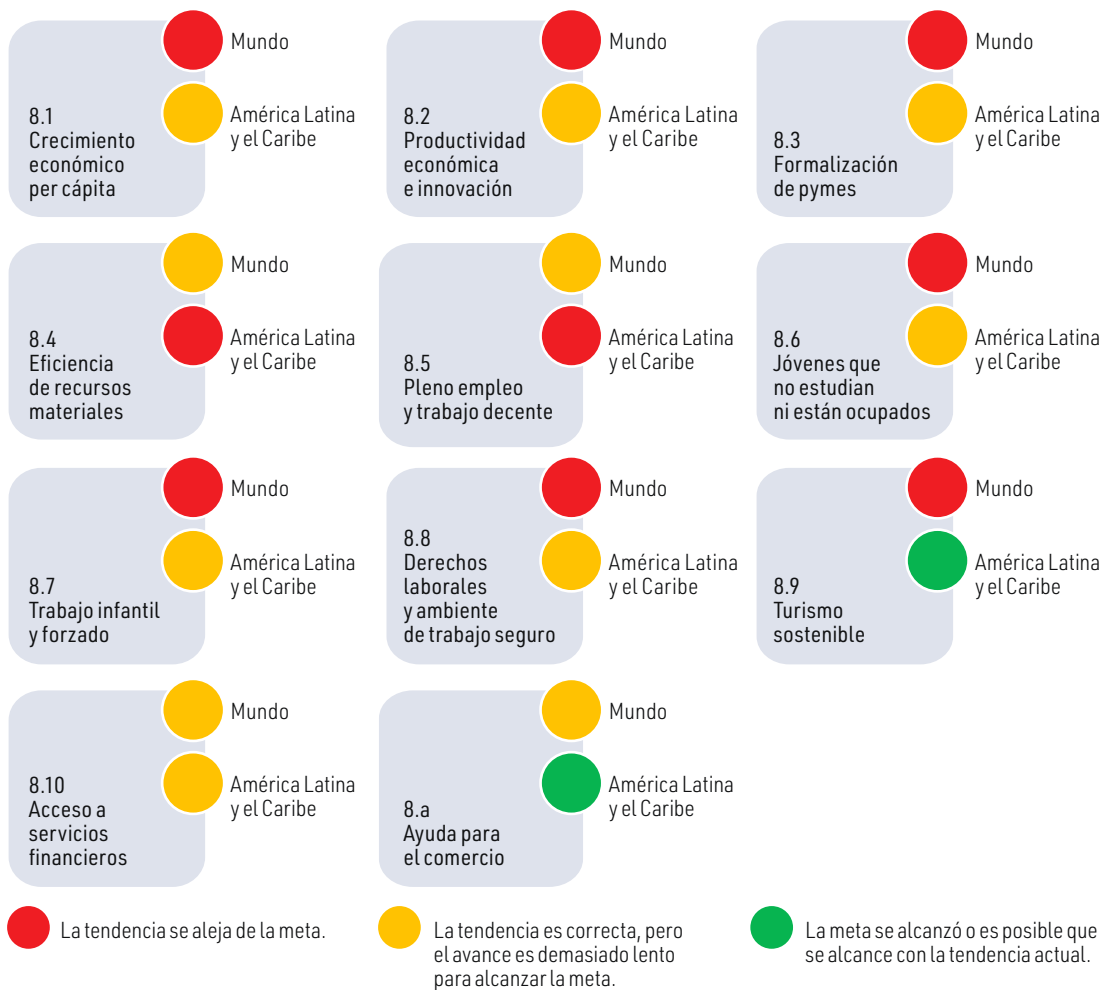 Mundo
América Latina
y el Caribe
8.1
Crecimiento
económico
per cápita
Mundo
América Latina
y el Caribe
8.2
Productividad
económica
e innovación
Mundo
América Latina
y el Caribe
8.3
Formalización
de pymes
Mundo
América Latina
y el Caribe
8.4
Eficiencia
de recursos
materiales
Mundo
América Latina
y el Caribe
8.5
Pleno empleo
y trabajo decente
Mundo
América Latina
y el Caribe
8.6
Jóvenes que
no estudian
ni están ocupados
Mundo
América Latina
y el Caribe
8.7
Trabajo infantil
y forzado
Mundo
América Latina
y el Caribe
8.8
Derechos
laborales
y ambiente
de trabajo seguro
Mundo
América Latina
y el Caribe
8.9
Turismo
sostenible
Mundo
América Latina
y el Caribe
8.10
Acceso a
servicios
financieros
Mundo
América Latina
y el Caribe
8.a
Ayuda para
el comercio
La tendencia se aleja de la meta.
La tendencia es correcta, pero
el avance es demasiado lento
para alcanzar la meta.
La meta se alcanzó o es posible que
se alcance con la tendencia actual.